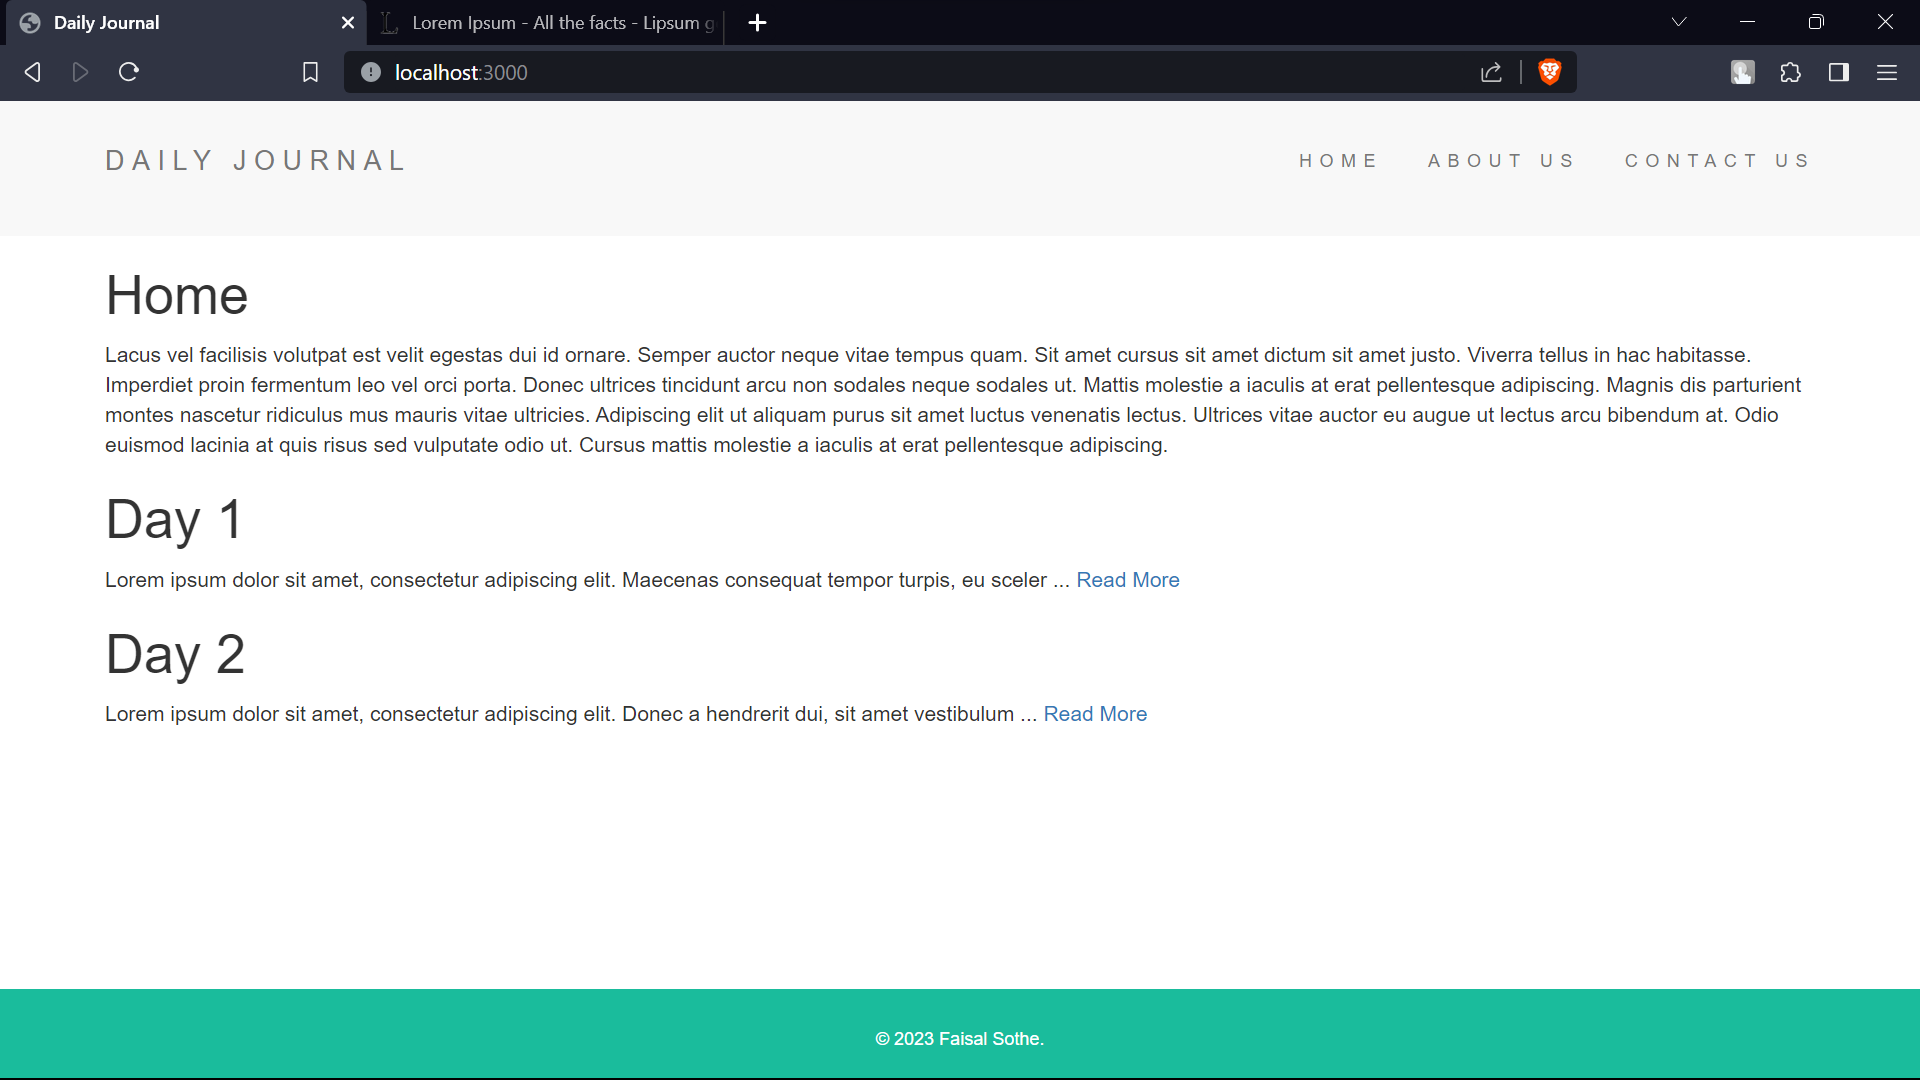 Daily Journal
Lorem Ipsum - All the facts - Lipsum g
localhost:3000
DAILY JOURNAL
HOME ABOUT US CONTACT US
Home
Lacus vel facilisis volutpat est velit egestas dui id ornare. Semper auctor neque vitae tempus quam. Sit amet cursus sit amet dictum sit amet justo. Viverra tellus in hac habitasse.
Imperdiet proin fermentum leo vel orci porta. Donec ultrices tincidunt arcu non sodales neque sodales ut. Mattis molestie a iaculis at erat pellentesque adipiscing. Magnis dis parturient
montes nascetur ridiculus mus mauris vitae ultricies. Adipiscing elit ut aliquam purus sit amet luctus venenatis lectus. Ultrices vitae auctor eu augue ut lectus arcu bibendum at. Odio
euismod lacinia at quis risus sed vulputate odio ut. Cursus mattis molestie a iaculis at erat pellentesque adipiscing.
Day 1
Lorem ipsum dolor sit amet, consectetur adipiscing elit. Maecenas consequat tempor turpis, eu sceler ... Read More
Day 2
Lorem ipsum dolor sit amet, consectetur adipiscing elit. Donec a hendrerit dui, sit amet vestibulum ... Read More
© 2023 Faisal Sothe.